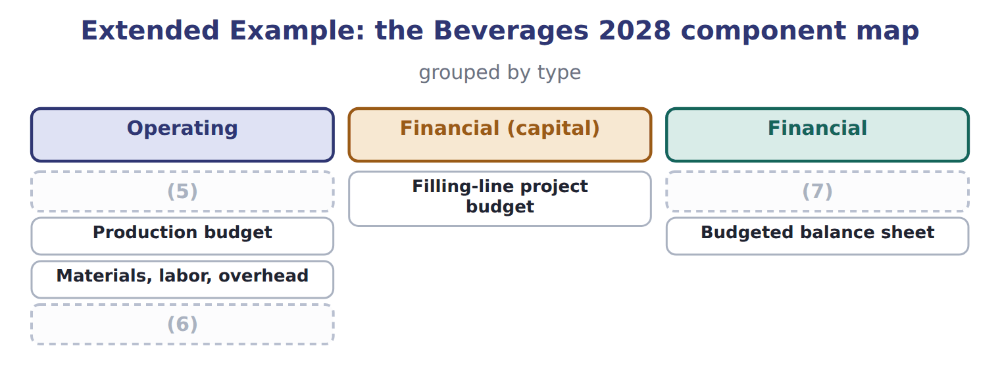 Extended Example: the Beverages 2028 component map
grouped by type
Operating
(5)
Production budget
Materials, labor, overhead
(6)
Financial (capital)
Filling-line project
budget
Financial
(7)
Budgeted balance sheet